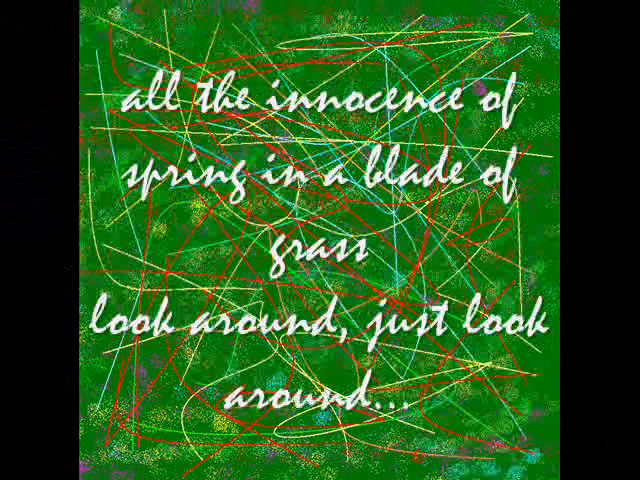 all the innocence of
spring in a blade of
grass
look around, just look
around...